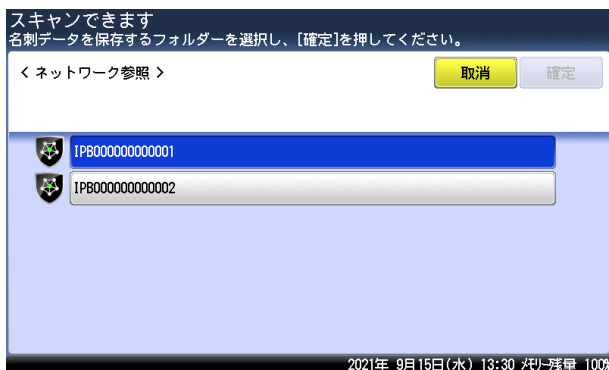 スキャンできます
名刺データを保存するフォルダーを選択し、[確定]を押してください。
< ネットワーク参照 >
取消
確定
IPB000000000001
IPB000000000002
2021年 9月15日(水) 13:30 メモリー残量 100%